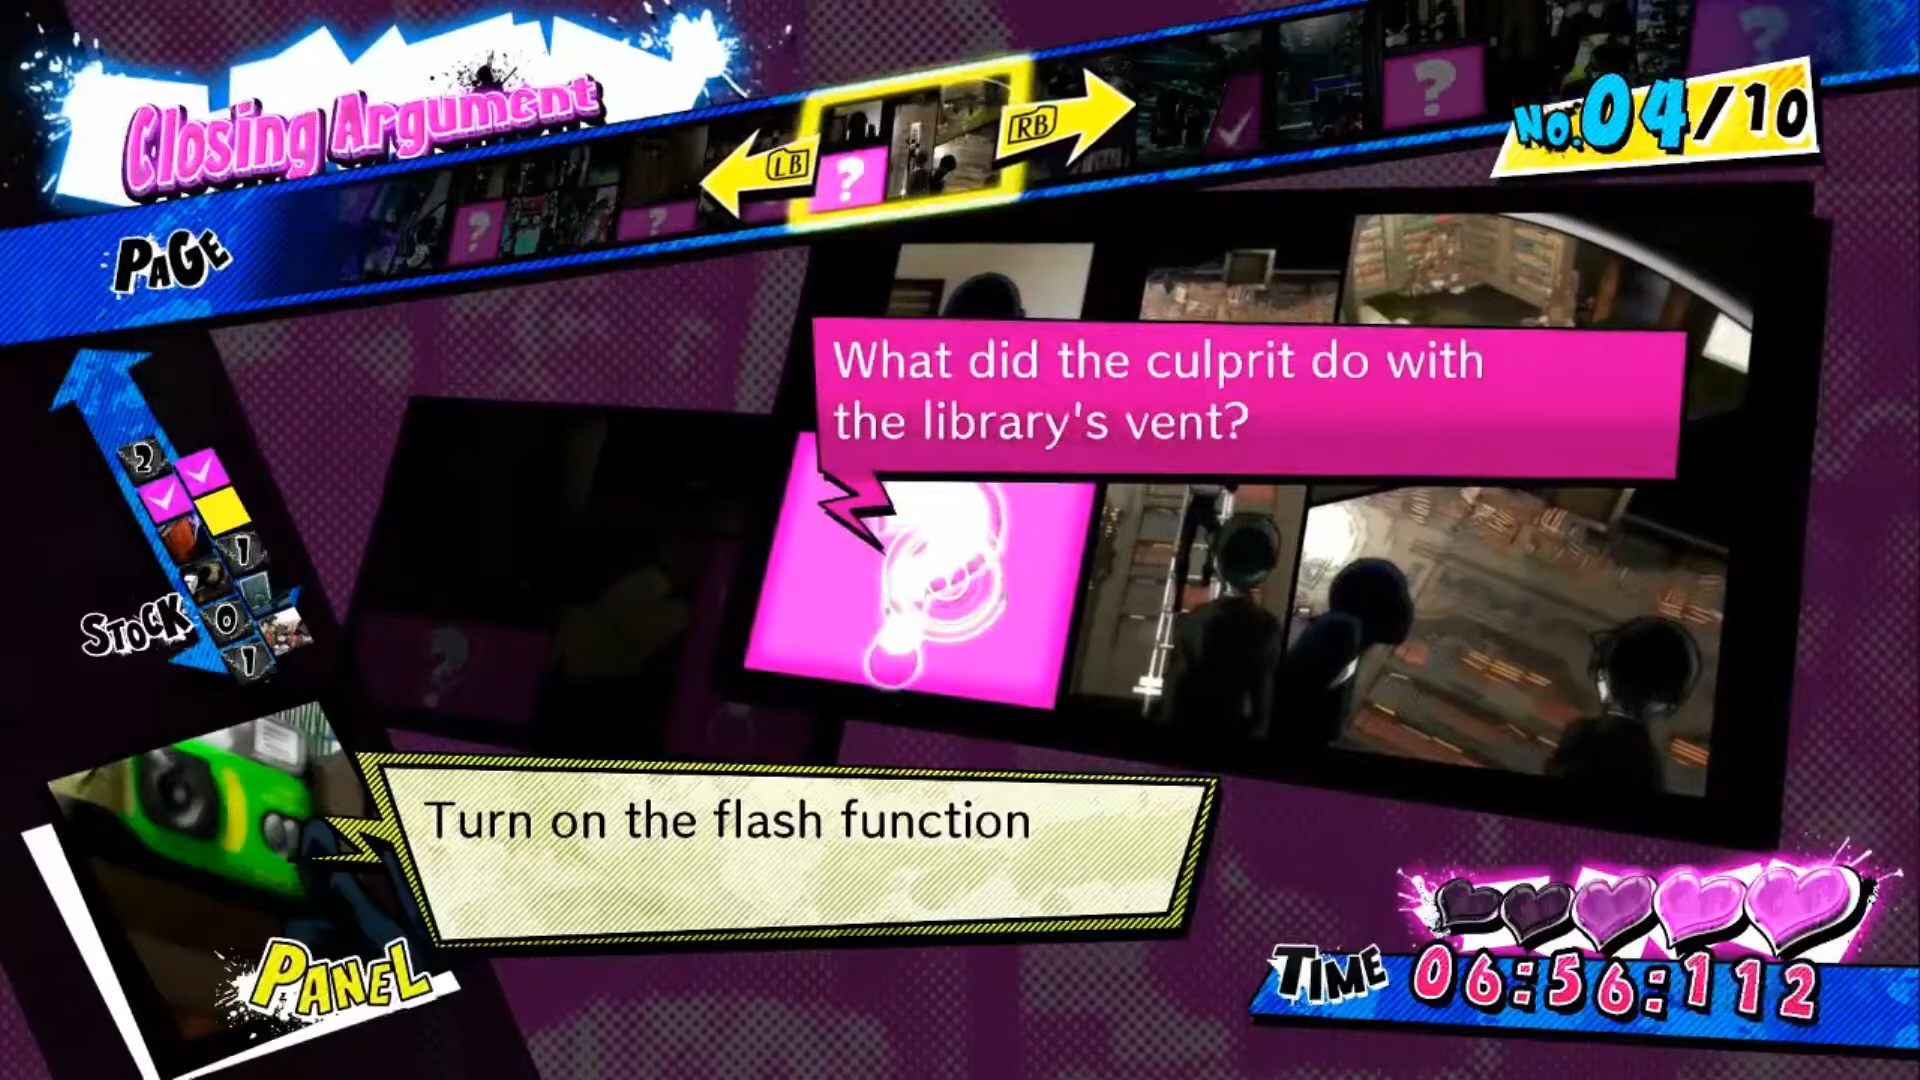 Closing Argument
LB
?
RB
?
?
No.04/10
PAGE
?
?
What did the culprit do with
the library's vent?
2
1
STOCK
0
1
?
Turn on the flash function
PANEL
TIME 06:56:112